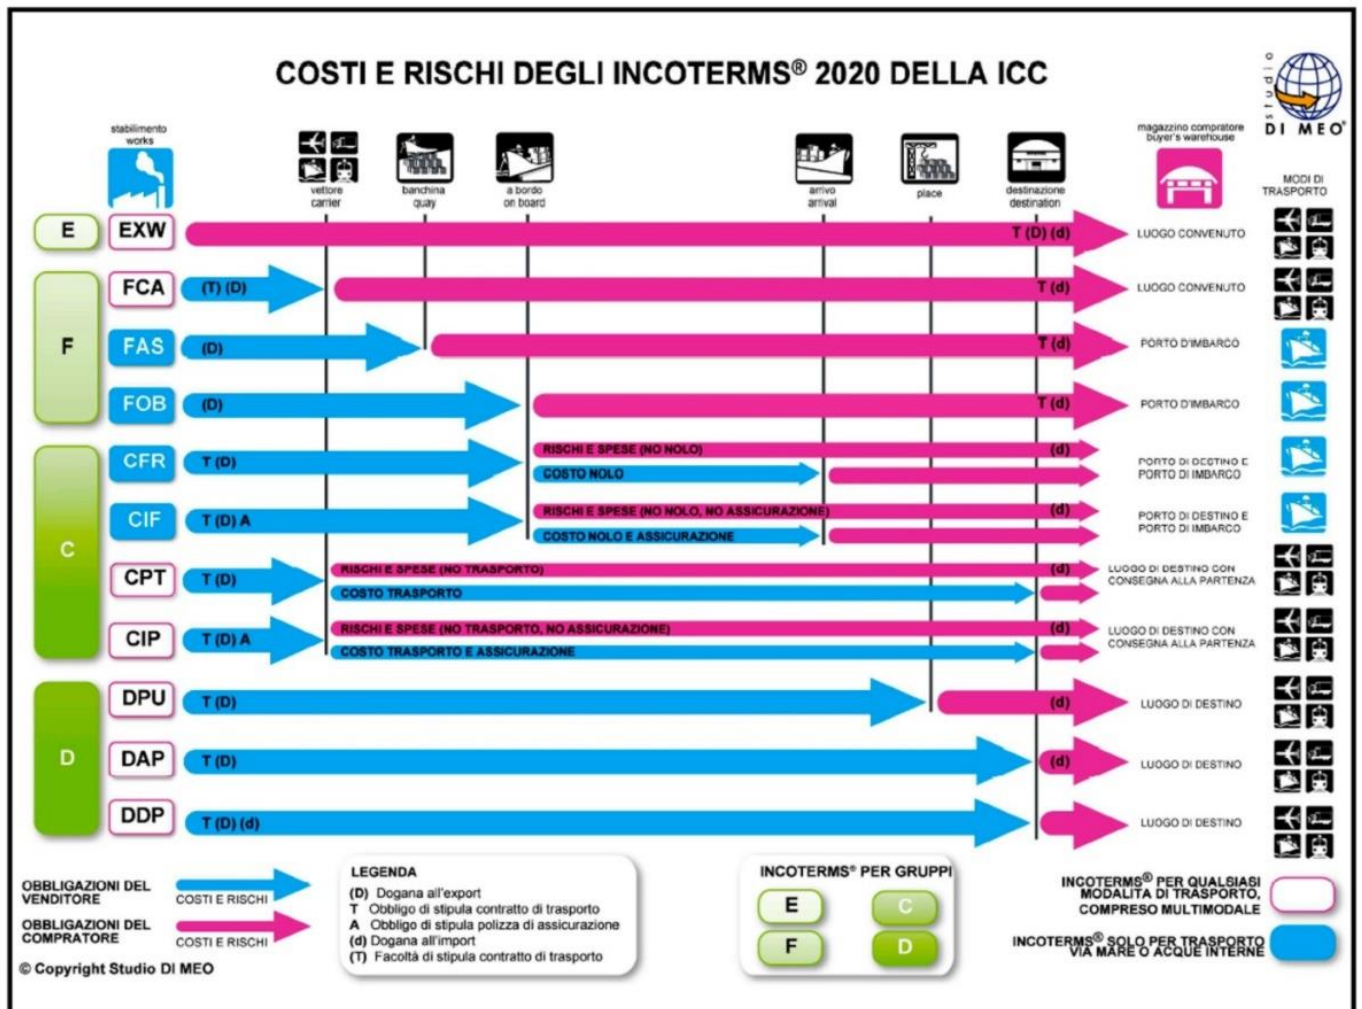 COSTI E RISCHI DEGLI INCOTERMS® 2020 DELLA ICC
studio
DI MEO®
stabilimento
works
vettore
carrier
banchina
quay
a bordo
on board
arrivo
arrival
place
destinazione
destination
magazzino compratore
buyer's warehouse
MODI DI
TRASPORTO
E
EXW
T (D) (d)
LUOGO CONVENUTO
F
FCA
(T) (D)
T (d)
LUOGO CONVENUTO
FAS
(D)
T (d)
PORTO D'IMBARCO
FOB
(D)
T (d)
PORTO D'IMBARCO
C
CFR
T (D)
RISCHI E SPESE (NO NOLO)
(d)
COSTO NOLO
PORTO DI DESTINO E
PORTO DI IMBARCO
CIF
T (D) A
RISCHI E SPESE (NO NOLO, NO ASSICURAZIONE)
(d)
COSTO NOLO E ASSICURAZIONE
PORTO DI DESTINO E
PORTO DI IMBARCO
CPT
T (D)
RISCHI E SPESE (NO TRASPORTO)
(d)
COSTO TRASPORTO
LUOGO DI DESTINO CON
CONSEGNA ALLA PARTENZA
CIP
T (D) A
RISCHI E SPESE (NO TRASPORTO, NO ASSICURAZIONE)
(d)
COSTO TRASPORTO E ASSICURAZIONE
LUOGO DI DESTINO CON
CONSEGNA ALLA PARTENZA
D
DPU
T (D)
(d)
LUOGO DI DESTINO
DAP
T (D)
(d)
LUOGO DI DESTINO
DDP
T (D) (d)
LUOGO DI DESTINO
OBBLIGAZIONI DEL
VENDITORE
COSTI E RISCHI
OBBLIGAZIONI DEL
COMPRATORE
COSTI E RISCHI
© Copyright Studio DI MEO
LEGENDA
(D) Dogana all'export
T Obbligo di stipula contratto di trasporto
A Obbligo di stipula polizza di assicurazione
(d) Dogana all'import
(T) Facoltà di stipula contratto di trasporto
INCOTERMS® PER GRUPPI
E
C
F
D
INCOTERMS® PER QUALSIASI
MODALITA DI TRASPORTO,
COMPRESO MULTIMODALE
INCOTERMS® SOLO PER TRASPORTO
VIA MARE O ACQUE INTERNE